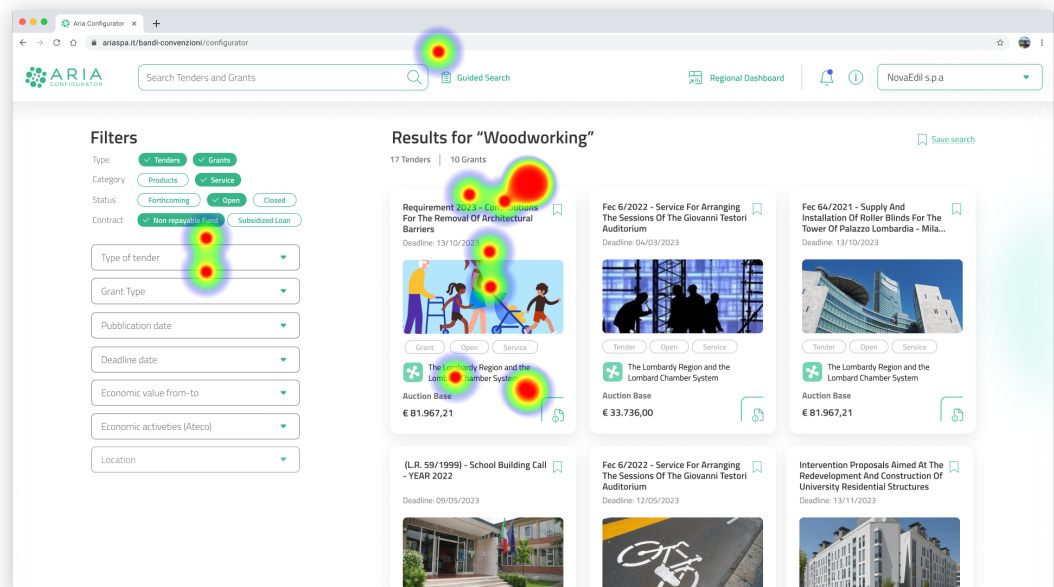 Aria Configurator
ariaspa.it/bandi-convenzioni/configurator
ARIA
CONFIGURATOR
Search Tenders and Grants
Guided Search
Regional Dashboard
NovaEdil s.p.a
Filters
Type
Tenders
Grants
Category
Products
Service
Status
Forthcoming
Open
Closed
Contract
Non repayable Fund
Subsidized Loan
Type of tender
Grant Type
Pubblication date
Deadline date
Economic value from-to
Economic activeties (Ateco)
Location
Results for “Woodworking”
17 Tenders
10 Grants
Save search
Requirement 2023 - Contributions
For The Removal Of Architectural
Barriers
Deadline: 13/10/2023
Grant
Open
Service
The Lombardy Region and the
Lombard Chamber System
Auction Base
€ 81.967,21
Fec 6/2022 - Service For Arranging
The Sessions Of The Giovanni Testori
Auditorium
Deadline: 04/03/2023
Tender
Open
Service
The Lombardy Region and the
Lombard Chamber System
Auction Base
€ 33.736,00
Fec 64/2021 - Supply And
Installation Of Roller Blinds For The
Tower Of Palazzo Lombardia - Mila...
Deadline: 13/10/2023
Tender
Open
Service
The Lombardy Region and the
Lombard Chamber System
Auction Base
€ 81.967,21
(L.R. 59/1999) - School Building Call
- YEAR 2022
Deadline: 09/05/2023
Fec 6/2022 - Service For Arranging
The Sessions Of The Giovanni Testori
Auditorium
Deadline: 12/05/2023
Intervention Proposals Aimed At The
Redevelopment And Construction Of
University Residential Structures
Deadline: 13/11/2023